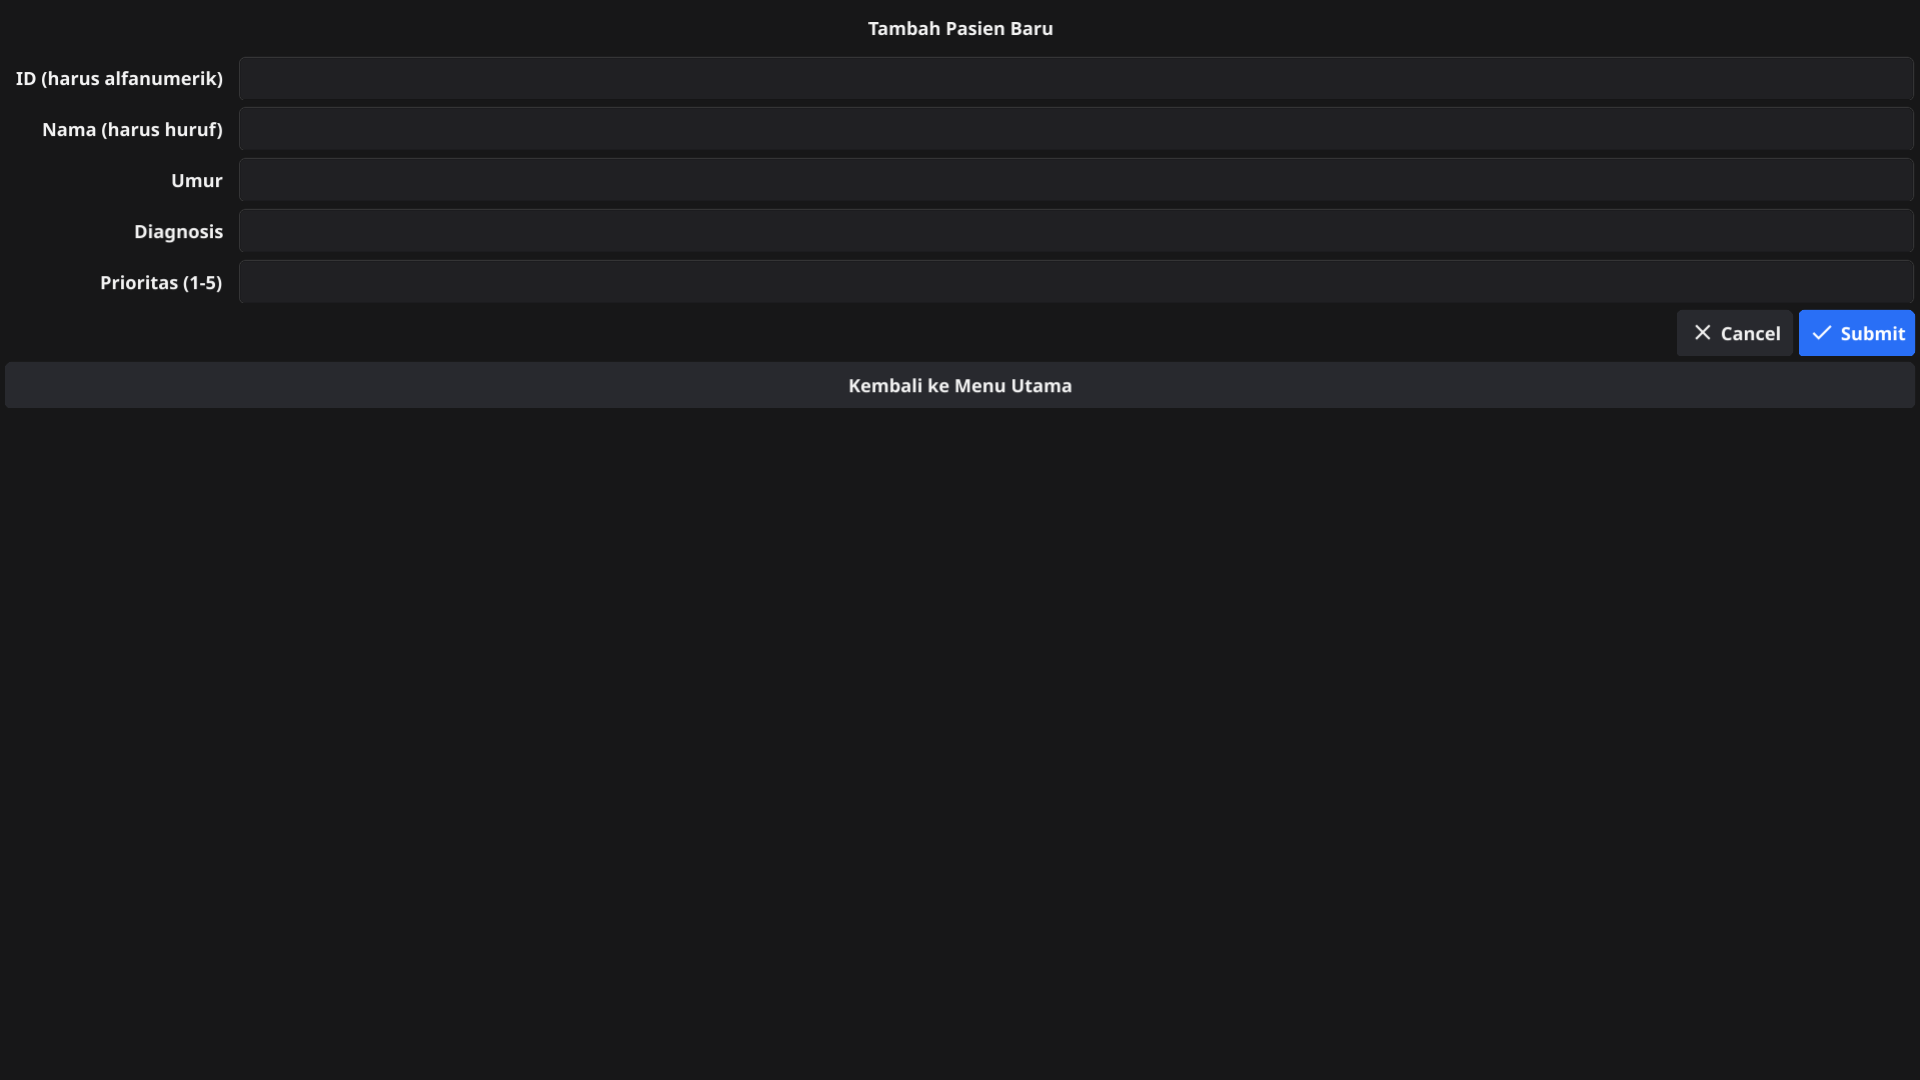 Tambah Pasien Baru
ID (harus alfanumerik)
Nama (harus huruf)
Umur
Diagnosis
Prioritas (1-5)
Cancel Submit
Kembali ke Menu Utama